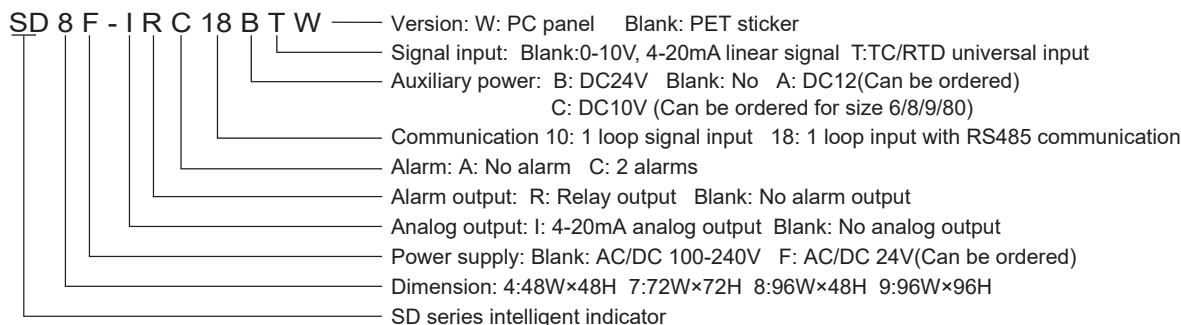 SD 8 F - I R C 18 B T W
Version: W: PC panel Blank: PET sticker
Signal input: Blank:0-10V, 4-20mA linear signal T:TC/RTD universal input
Auxiliary power: B: DC24V Blank: No A: DC12(Can be ordered)
C: DC10V (Can be ordered for size 6/8/9/80)
Communication 10: 1 loop signal input 18: 1 loop input with RS485 communication
Alarm: A: No alarm C: 2 alarms
Alarm output: R: Relay output Blank: No alarm output
Analog output: I: 4-20mA analog output Blank: No analog output
Power supply: Blank: AC/DC 100-240V F: AC/DC 24V(Can be ordered)
Dimension: 4:48W×48H 7:72W×72H 8:96W×48H 9:96W×96H
SD series intelligent indicator